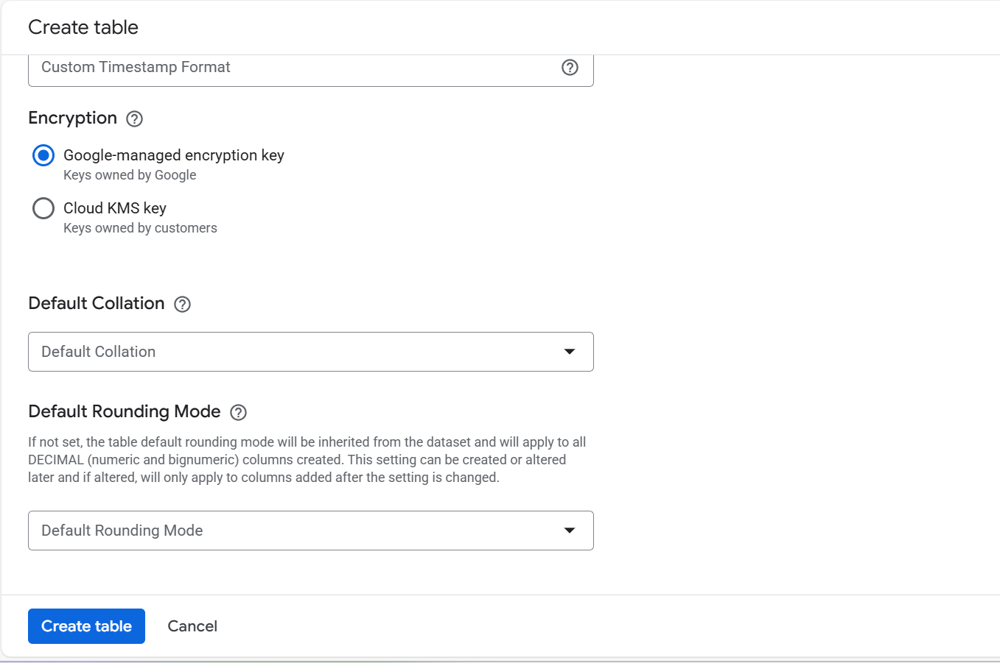 Create table
Custom Timestamp Format
Encryption
Google-managed encryption key
Keys owned by Google
Cloud KMS key
Keys owned by customers
Default Collation
Default Collation
Default Rounding Mode
If not set, the table default rounding mode will be inherited from the dataset and will apply to all
DECIMAL (numeric and bignumeric) columns created. This setting can be created or altered
later and if altered, will only apply to columns added after the setting is changed.
Default Rounding Mode
Create table Cancel